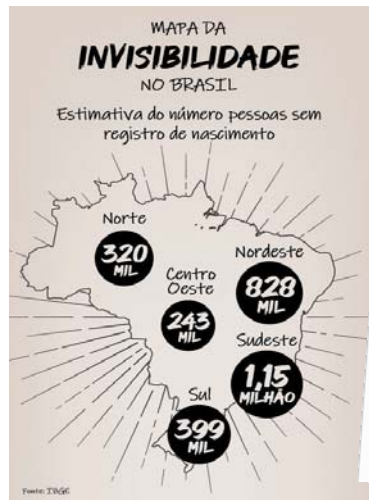 MAPA DA
INVISIBILIDADE
NO BRASIL
Estimativa do número pessoas sem
registro de nascimento
Norte
320
MIL
Nordeste
828
MIL
Centro
Oeste
243
MIL
Sudeste
1,15
MILHÃO
Sul
399
MIL
Fonte: IBGE